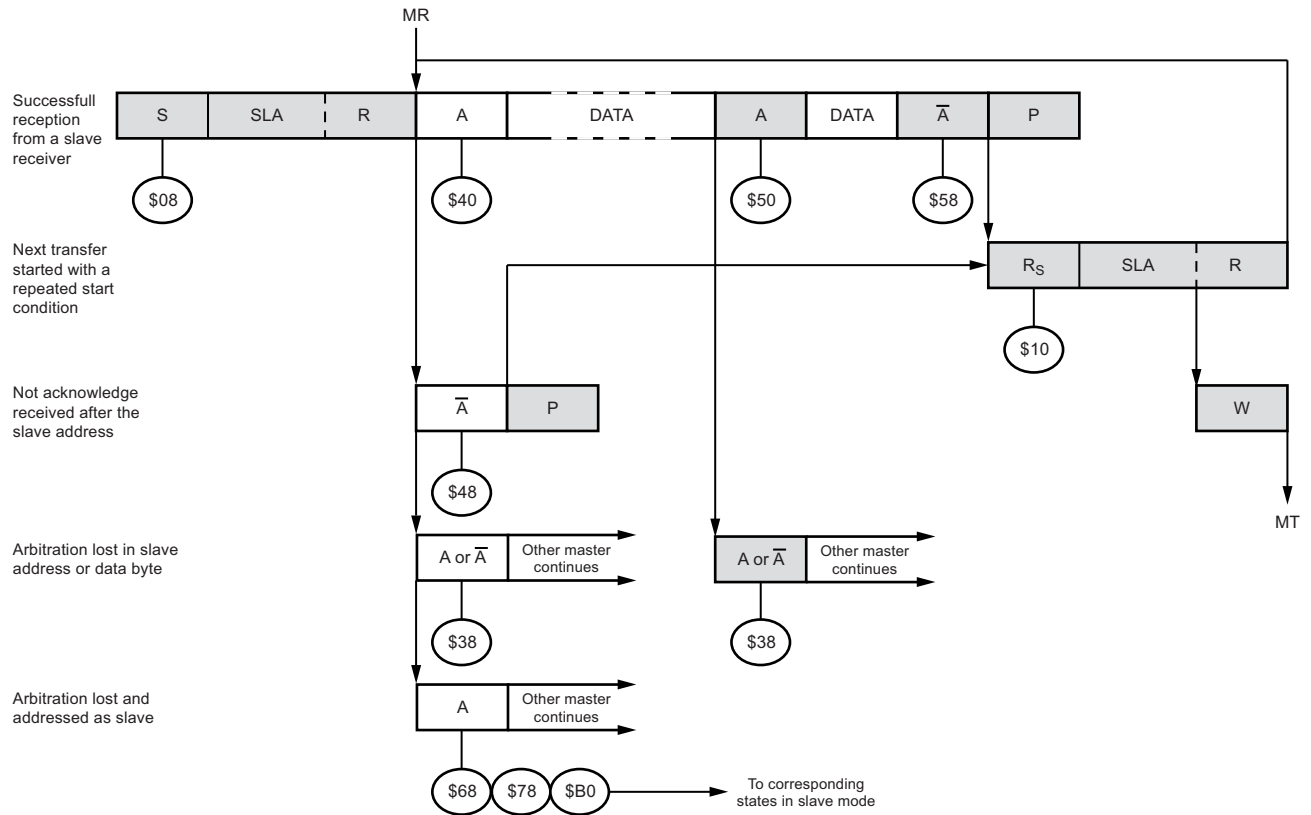 MR
Successfull
reception
from a slave
receiver
S SLA R A DATA A DATA A̅ P
$08 $40 $50 $58
Next transfer
started with a
repeated start
condition
RS SLA R
$10
Not acknowledge
received after the
slave address
A̅ P
W
$48
MT
Arbitration lost in slave
address or data byte
A or A̅
Other master
continues
A or A̅
Other master
continues
$38 $38
Arbitration lost and
addressed as slave
A
Other master
continues
$68 $78 $B0
To corresponding
states in slave mode